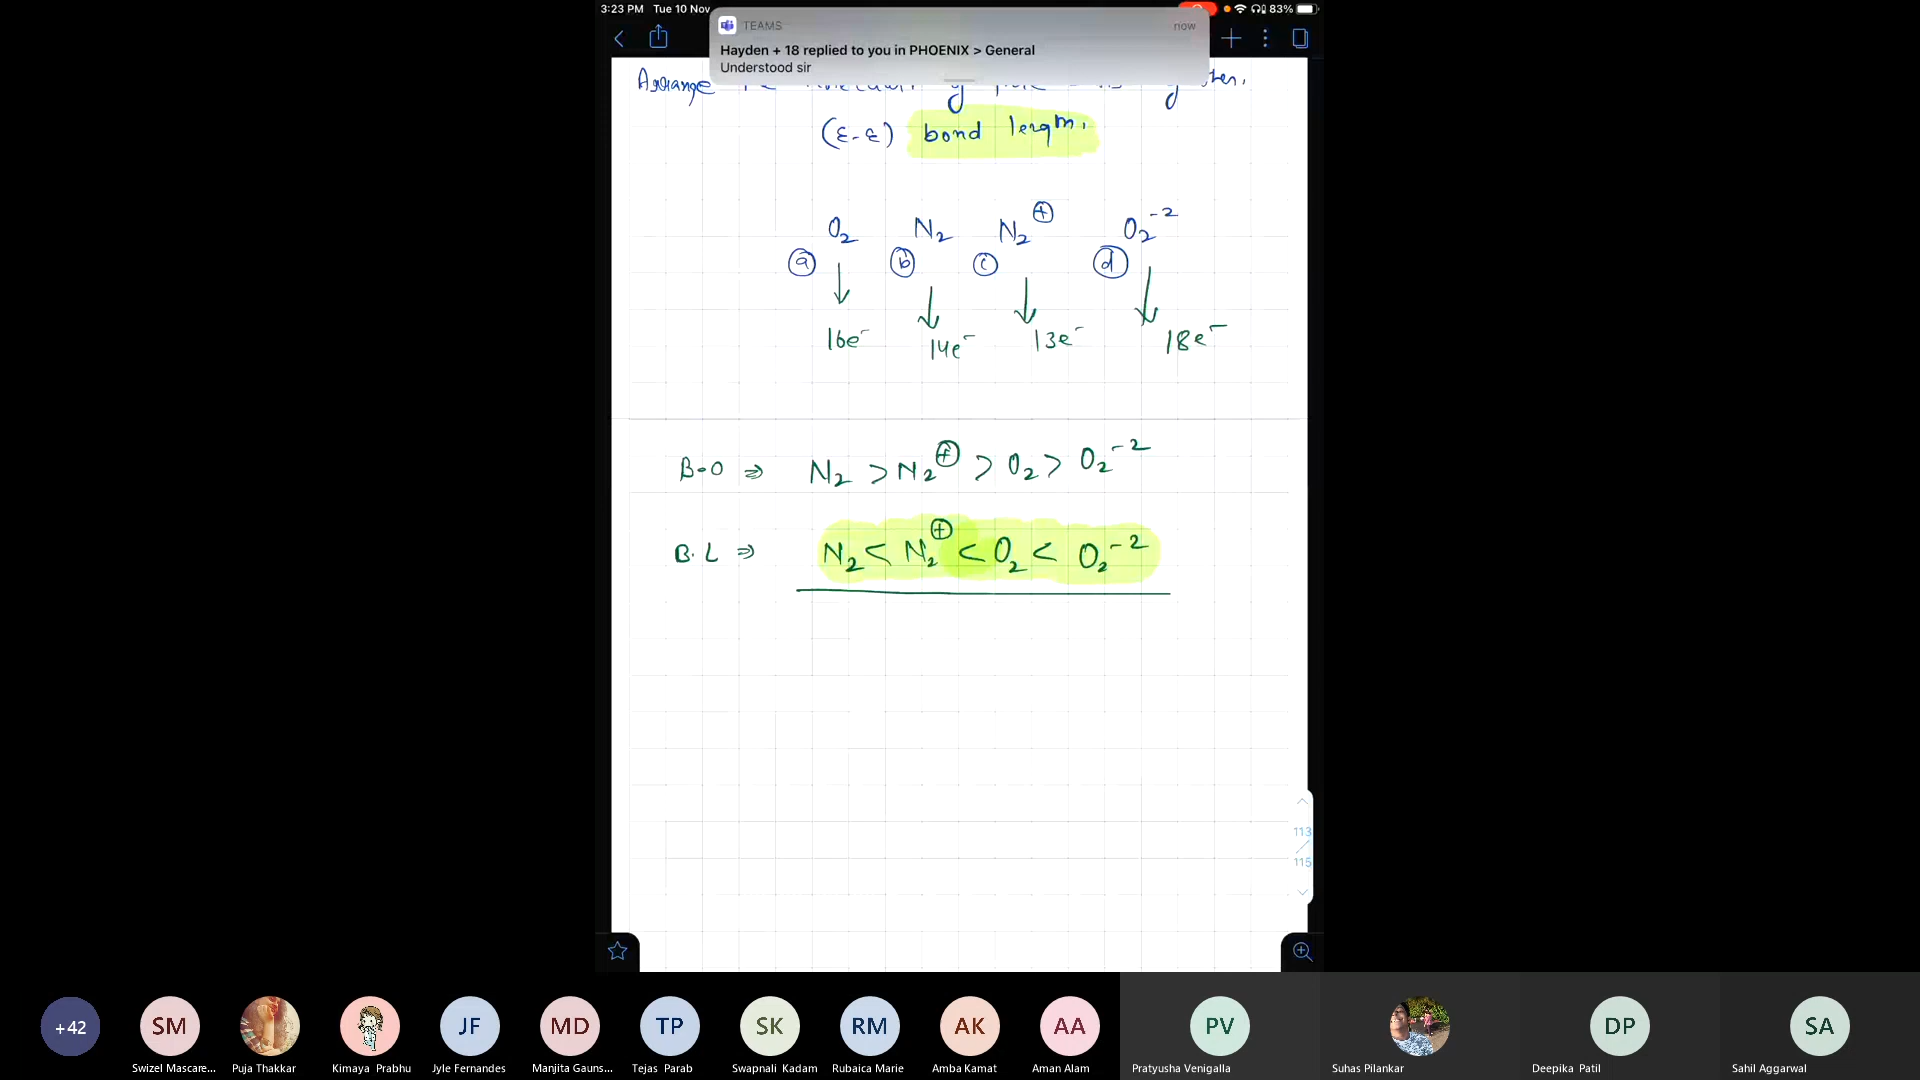 3:23 PM Tue 10 Nov
83%
TEAMS
now
Hayden + 18 replied to you in PHOENIX > General
Understood sir
Arrange
(ε-ε) bond length.
O₂ N₂ N₂⊕ O₂⁻²
ⓐ ⓑ ⓒ ⓓ
16e⁻ 14e⁻ 13e⁻ 18e⁻
B·O ⇒ N₂ > N₂⊕ > O₂ > O₂⁻²
B.L ⇒ N₂ < N₂⊕ < O₂ < O₂⁻²
113
115
+42 SM JF MD TP SK RM AK AA PV DP SA
Swizel Mascare... Puja Thakkar Kimaya Prabhu Jyle Fernandes Manjita Gauns... Tejas Parab Swapnali Kadam Rubaica Marie Amba Kamat Aman Alam Pratyusha Venigalla Suhas Pilankar Deepika Patil Sahil Aggarwal